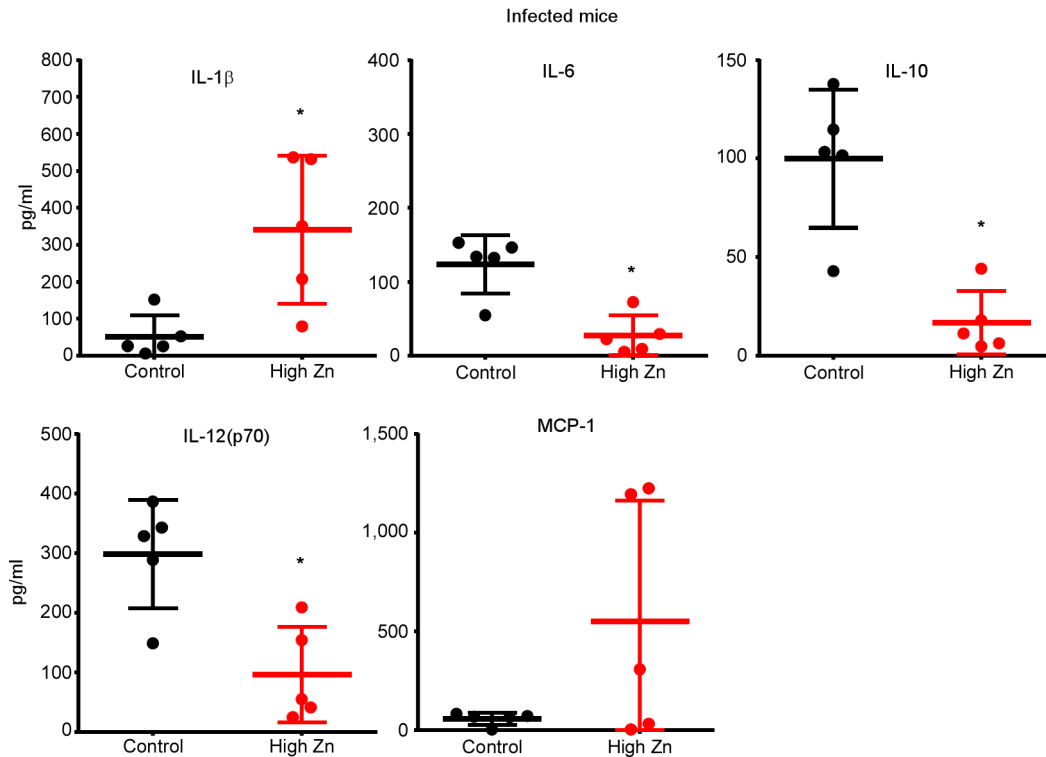 Infected mice
IL-1β
pg/ml
800
700
600
500
400
300
200
100
0
*
Control
High Zn
IL-6
400
300
200
100
0
*
Control
High Zn
IL-10
150
100
50
0
*
Control
High Zn
IL-12(p70)
pg/ml
500
400
300
200
100
0
*
Control
High Zn
MCP-1
1,500
1,000
500
0
Control
High Zn